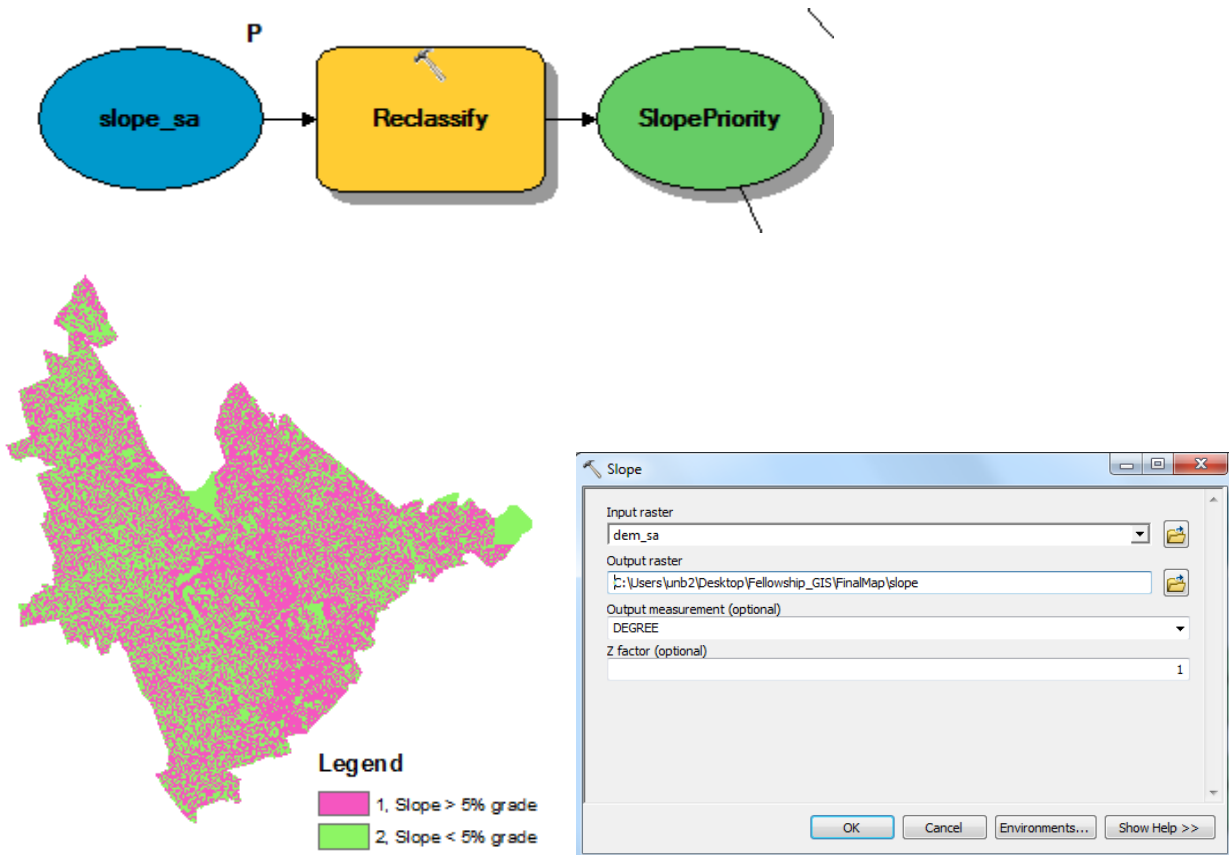 P
slope_sa
Reclassify
SlopePriority
Legend
1, Slope > 5% grade
2, Slope < 5% grade
Slope
Input raster
dem_sa
Output raster
C:\Users\unb2\Desktop\Fellowship_GIS\FinalMap\slope
Output measurement (optional)
DEGREE
Z factor (optional)
1
OK
Cancel
Environments...
Show Help >>